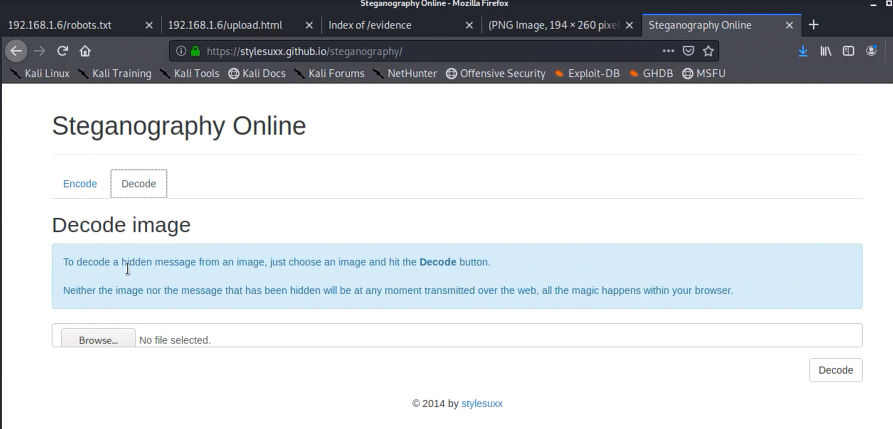 Steganography Online - Mozilla Firefox
192.168.1.6/robots.txt
192.168.1.6/upload.html
Index of /evidence
(PNG Image, 194 × 260 pixel
Steganography Online
https://stylesuxx.github.io/steganography/
Kali Linux Kali Training Kali Tools Kali Docs Kali Forums NetHunter Offensive Security Exploit-DB GHDB MSFU
Steganography Online
Encode Decode
Decode image
To decode a hidden message from an image, just choose an image and hit the Decode button.
Neither the image nor the message that has been hidden will be at any moment transmitted over the web, all the magic happens within your browser.
Browse... No file selected.
Decode
© 2014 by stylesuxx